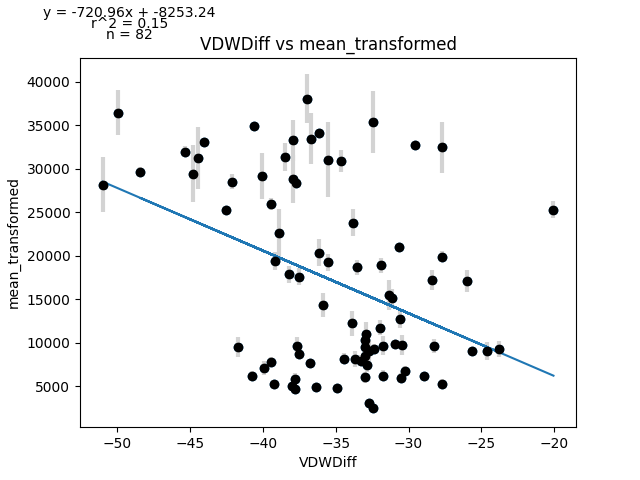 y = -720.96x + -8253.24
r^2 = 0.15
n = 82
VDWDiff vs mean_transformed
40000
35000
30000
25000
20000
15000
10000
5000
mean_transformed
−50 −45 −40 −35 −30 −25 −20
VDWDiff